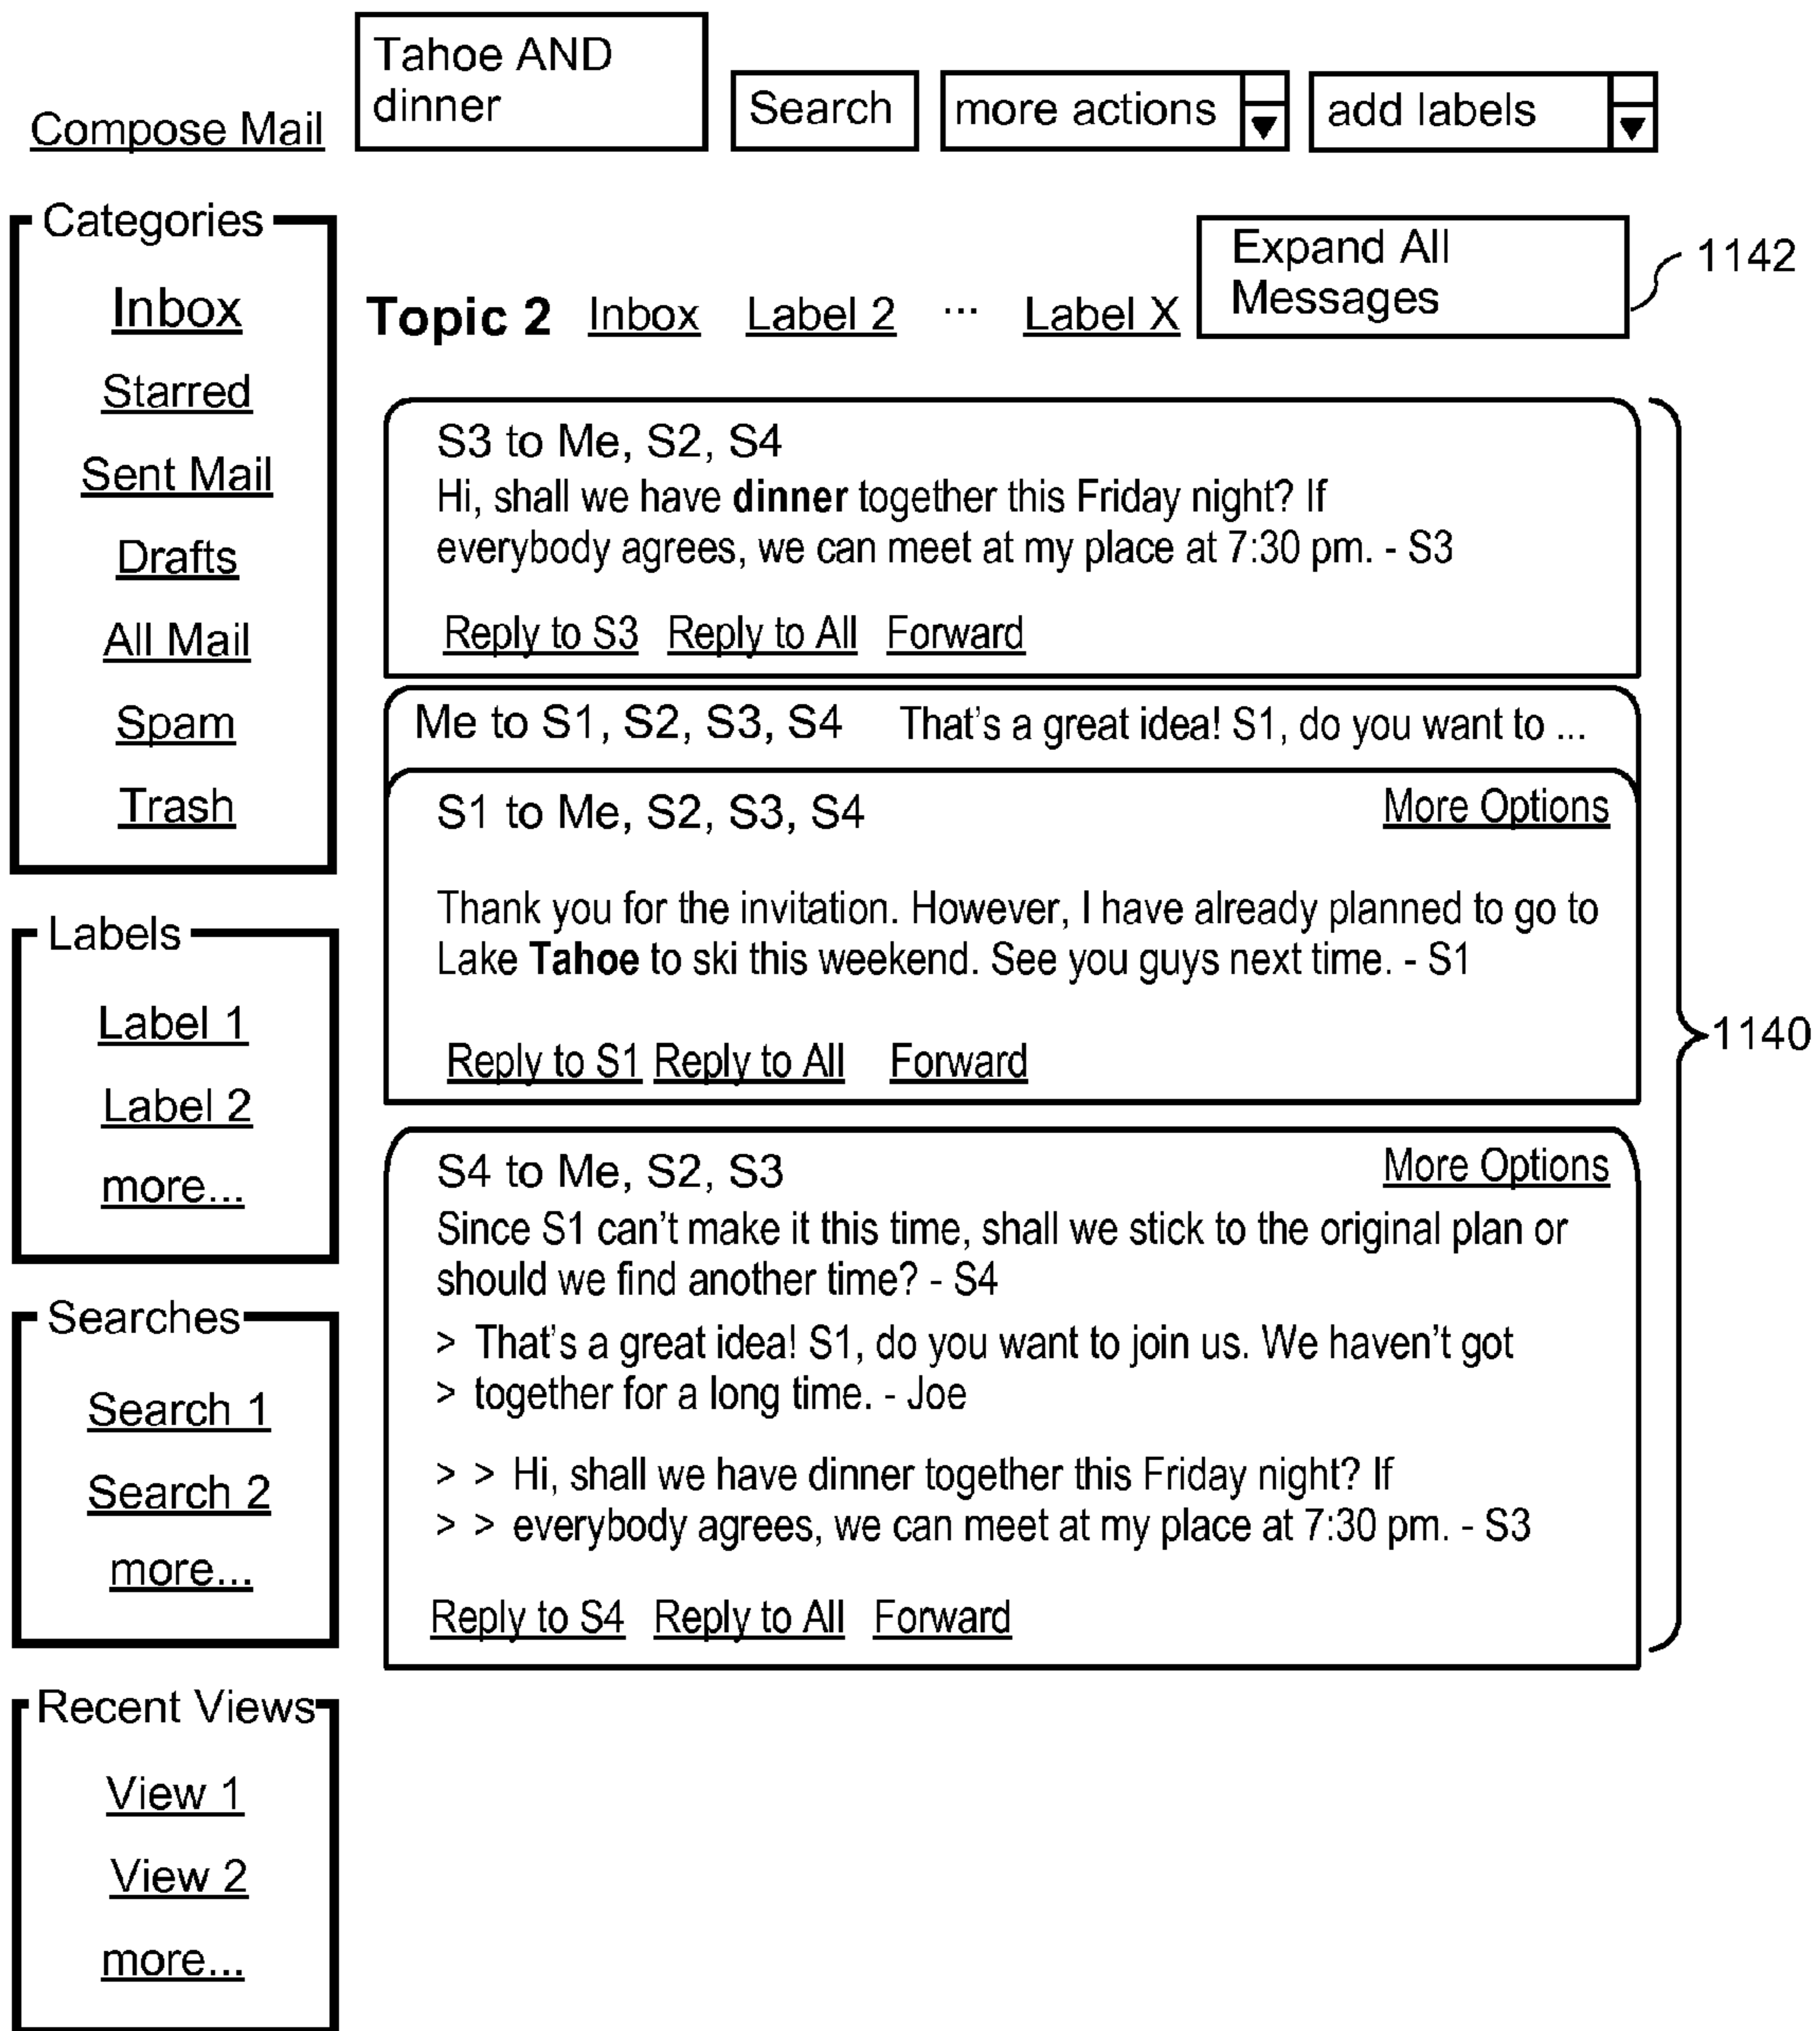 Compose Mail
Tahoe AND
dinner
Search
more actions
add labels
Categories
Inbox
Starred
Sent Mail
Drafts
All Mail
Spam
Trash
Labels
Label 1
Label 2
more...
Searches
Search 1
Search 2
more...
Recent Views
View 1
View 2
more...
Topic 2 Inbox Label 2 ... Label X
Expand All
Messages
1142
S3 to Me, S2, S4
Hi, shall we have dinner together this Friday night? If
everybody agrees, we can meet at my place at 7:30 pm. - S3
Reply to S3 Reply to All Forward
Me to S1, S2, S3, S4 That's a great idea! S1, do you want to ...
S1 to Me, S2, S3, S4 More Options
Thank you for the invitation. However, I have already planned to go to
Lake Tahoe to ski this weekend. See you guys next time. - S1
Reply to S1 Reply to All Forward
S4 to Me, S2, S3 More Options
Since S1 can't make it this time, shall we stick to the original plan or
should we find another time? - S4
> That's a great idea! S1, do you want to join us. We haven't got
> together for a long time. - Joe
> > Hi, shall we have dinner together this Friday night? If
> > everybody agrees, we can meet at my place at 7:30 pm. - S3
Reply to S4 Reply to All Forward
1140